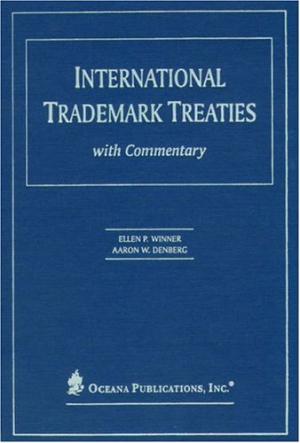 INTERNATIONAL
TRADEMARK TREATIES
with Commentary
ELLEN P. WINNER
AARON W. DENBERG
OCEANA PUBLICATIONS, INC.®